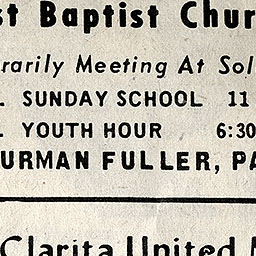 st Baptist Chur
rarily Meeting At Sol
L SUNDAY SCHOOL 11
L YOUTH HOUR 6:30
URMAN FULLER, PA
Clarita United